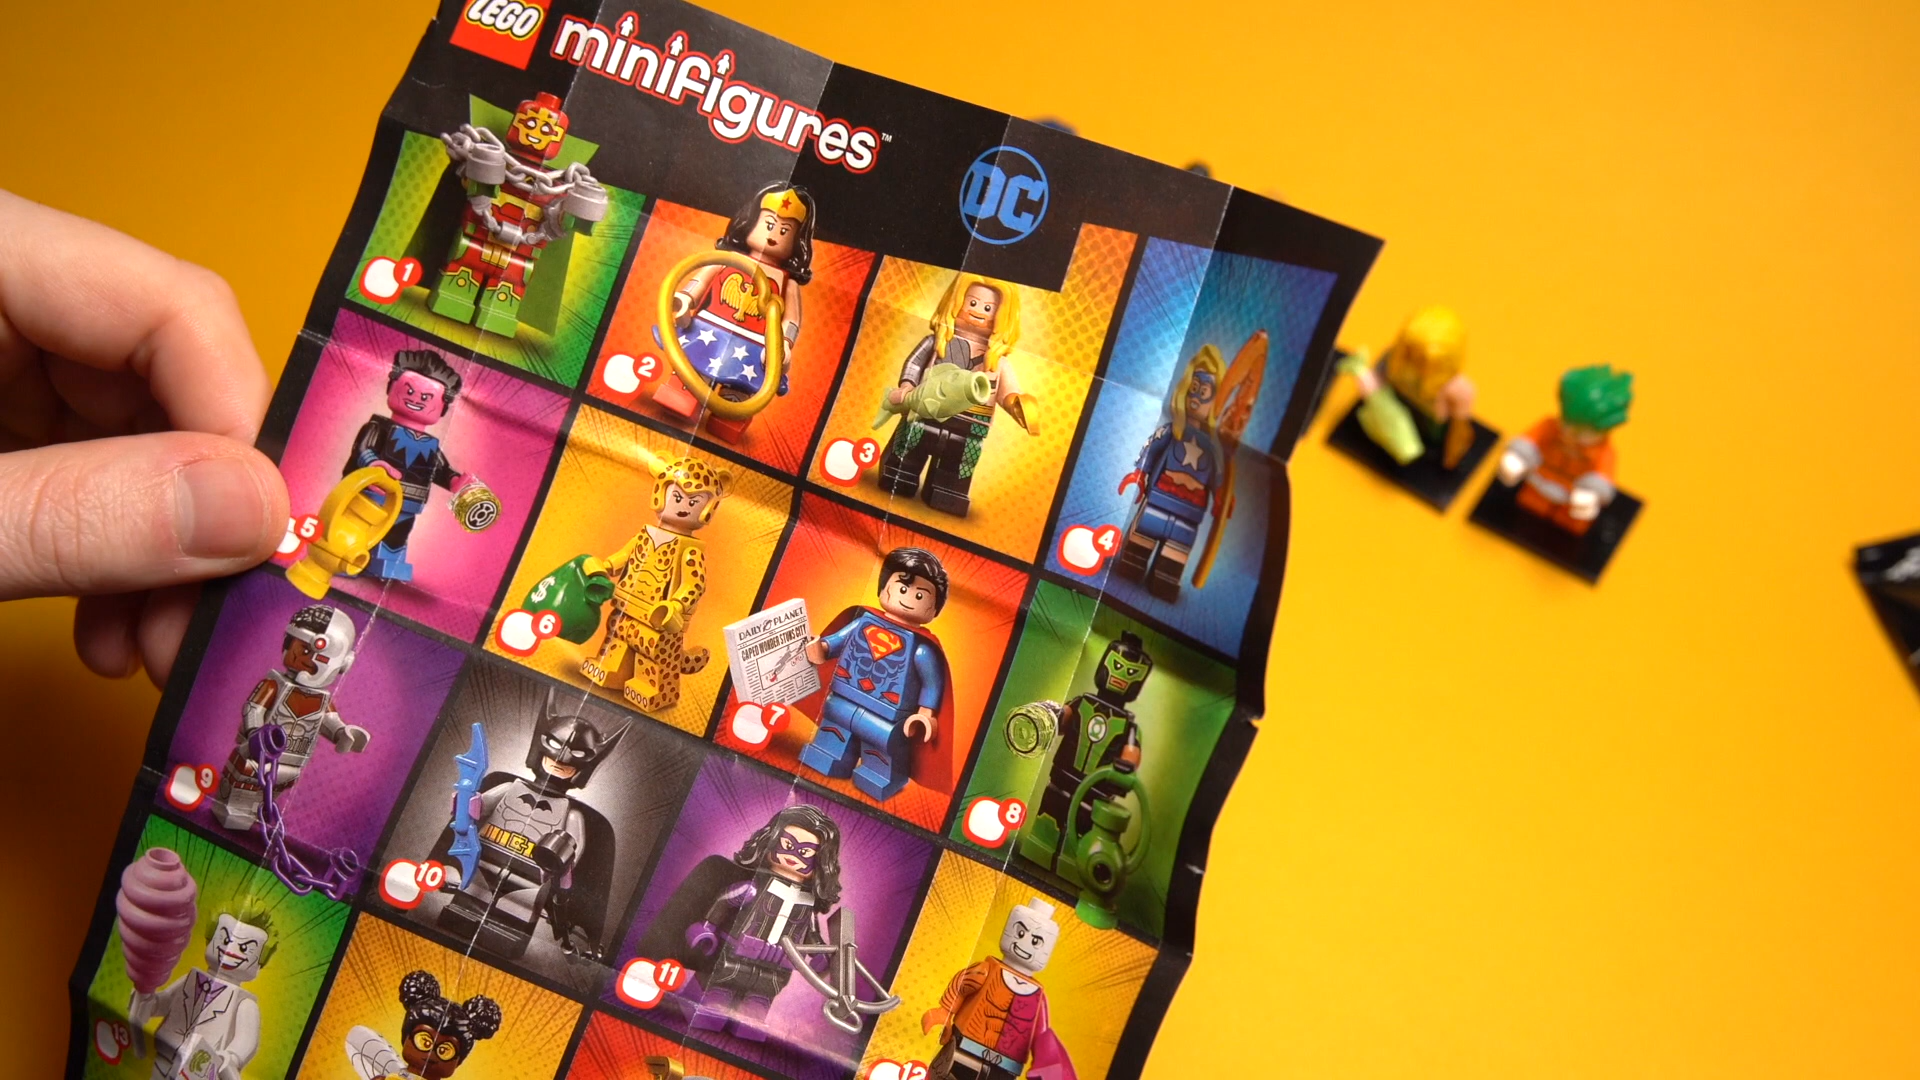 LEGO
minifigures™
DC
1
2
3
4
5
6
$
DAILY PLANET
CAPED WONDER STUNS CITY
7
8
9
10
11
12
13